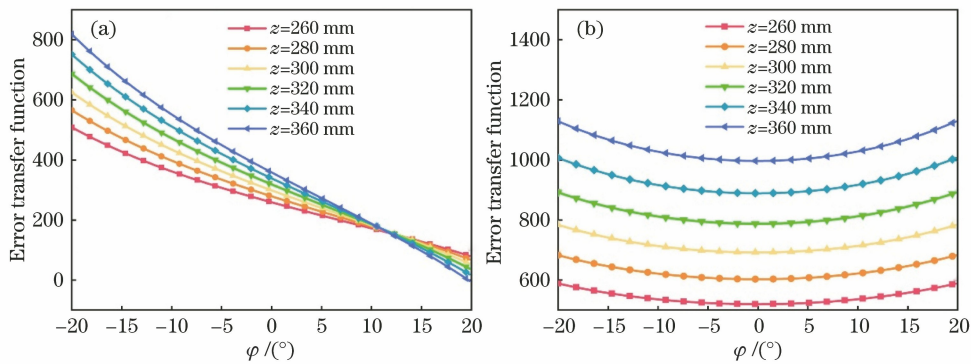 (a)
z=260 mm
z=280 mm
z=300 mm
z=320 mm
z=340 mm
z=360 mm
Error transfer function
800
600
400
200
0
−20 −15 −10 −5 0 5 10 15 20
φ /(°)
(b)
z=260 mm
z=280 mm
z=300 mm
z=320 mm
z=340 mm
z=360 mm
Error transfer function
1400
1200
1000
800
600
−20 −15 −10 −5 0 5 10 15 20
φ /(°)